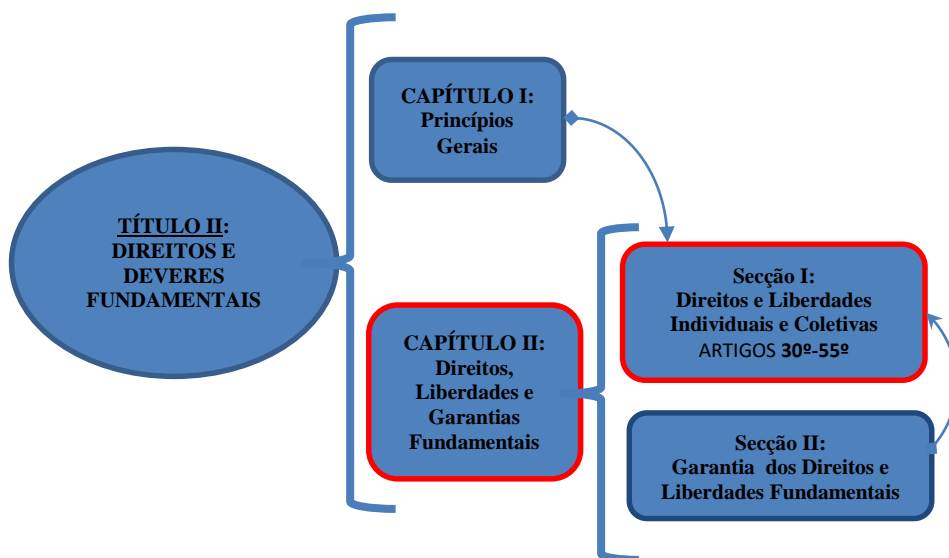 TÍTULO II:
DIREITOS E
DEVERES
FUNDAMENTAIS
CAPÍTULO I:
Princípios
Gerais
CAPÍTULO II:
Direitos,
Liberdades e
Garantias
Fundamentais
Secção I:
Direitos e Liberdades
Individuais e Coletivas
ARTIGOS 30º-55º
Secção II:
Garantia dos Direitos e
Liberdades Fundamentais